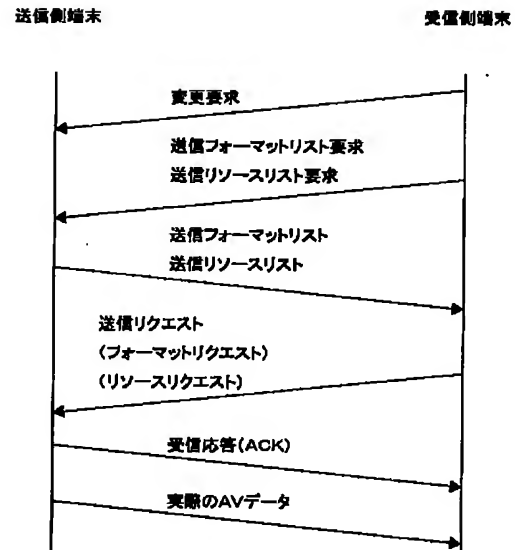 送信側端末
受信側端末
変更要求
送信フォーマットリスト要求
送信リソースリスト要求
送信フォーマットリスト
送信リソースリスト
送信リクエスト
(フォーマットリクエスト)
(リソースリクエスト)
受信応答(ACK)
実際のAVデータ